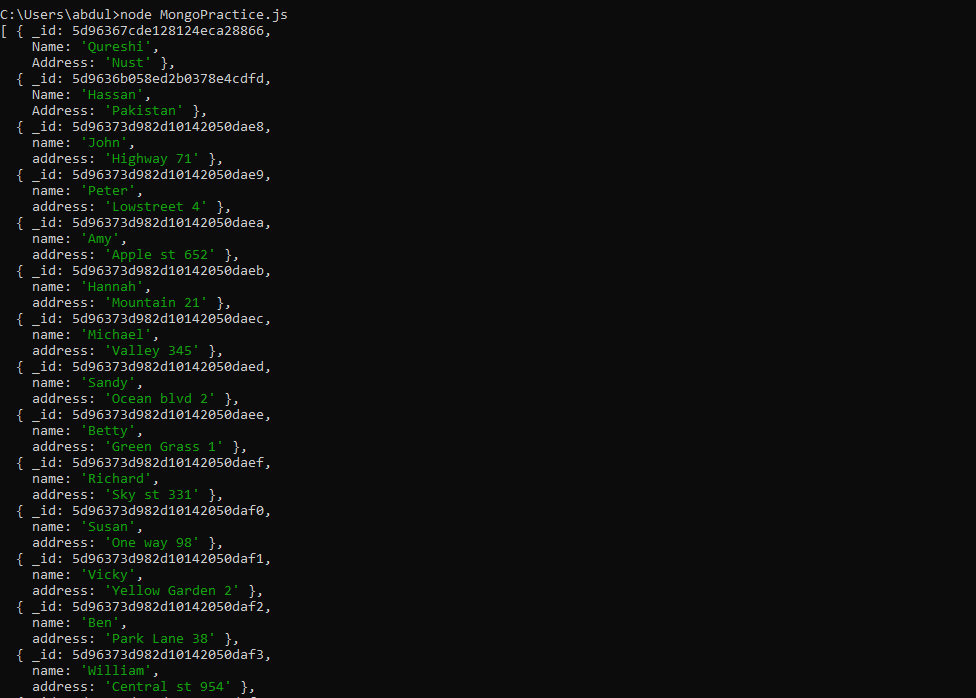 C:\Users\abdul>node MongoPractice.js
[ { _id: 5d96367cde128124eca28866,
    Name: 'Qureshi',
    Address: 'Nust' },
  { _id: 5d9636b058ed2b0378e4cdfd,
    Name: 'Hassan',
    Address: 'Pakistan' },
  { _id: 5d96373d982d10142050dae8,
    name: 'John',
    address: 'Highway 71' },
  { _id: 5d96373d982d10142050dae9,
    name: 'Peter',
    address: 'Lowstreet 4' },
  { _id: 5d96373d982d10142050daea,
    name: 'Amy',
    address: 'Apple st 652' },
  { _id: 5d96373d982d10142050daeb,
    name: 'Hannah',
    address: 'Mountain 21' },
  { _id: 5d96373d982d10142050daec,
    name: 'Michael',
    address: 'Valley 345' },
  { _id: 5d96373d982d10142050daed,
    name: 'Sandy',
    address: 'Ocean blvd 2' },
  { _id: 5d96373d982d10142050daee,
    name: 'Betty',
    address: 'Green Grass 1' },
  { _id: 5d96373d982d10142050daef,
    name: 'Richard',
    address: 'Sky st 331' },
  { _id: 5d96373d982d10142050daf0,
    name: 'Susan',
    address: 'One way 98' },
  { _id: 5d96373d982d10142050daf1,
    name: 'Vicky',
    address: 'Yellow Garden 2' },
  { _id: 5d96373d982d10142050daf2,
    name: 'Ben',
    address: 'Park Lane 38' },
  { _id: 5d96373d982d10142050daf3,
    name: 'William',
    address: 'Central st 954' },